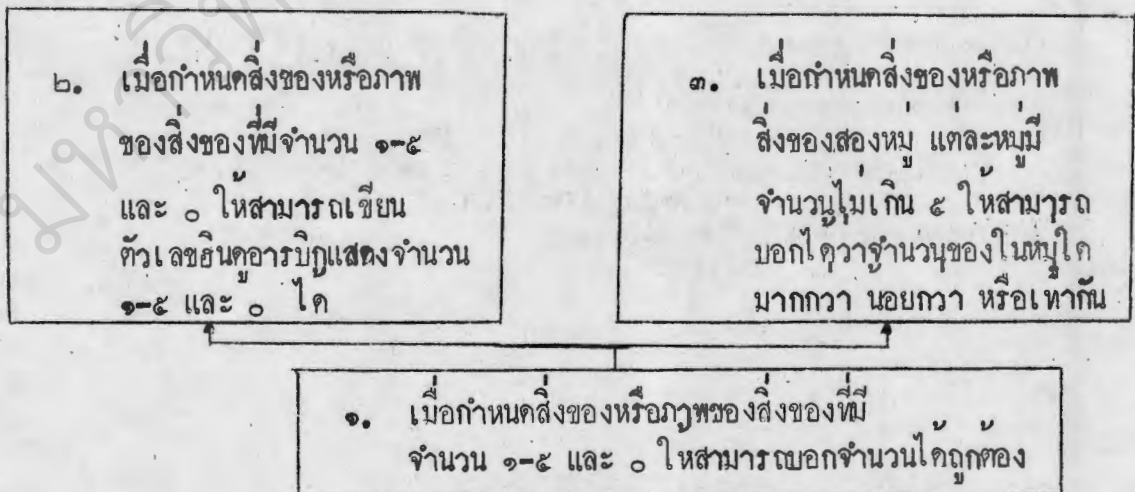 ๒. เมื่อกำหนดสิ่งของหรือภาพ
ของสิ่งของที่มีจำนวน ๑-๕
และ ๐ ให้สามารถเขียน
ตัวเลขฮินดูอารบิกแสดงจำนวน
๑-๕ และ ๐ ได้
๓. เมื่อกำหนดสิ่งของหรือภาพ
สิ่งของสองหมู่ แต่ละหมู่มี
จำนวนไม่เกิน ๕ ให้สามารถ
บอกได้ว่าจำนวนของในหมู่ใด
มากกว่า น้อยกว่า หรือเท่ากัน
๑. เมื่อกำหนดสิ่งของหรือภาพของสิ่งของที่มี
จำนวน ๑-๕ และ ๐ ให้สามารถบอกจำนวนได้ถูกต้อง